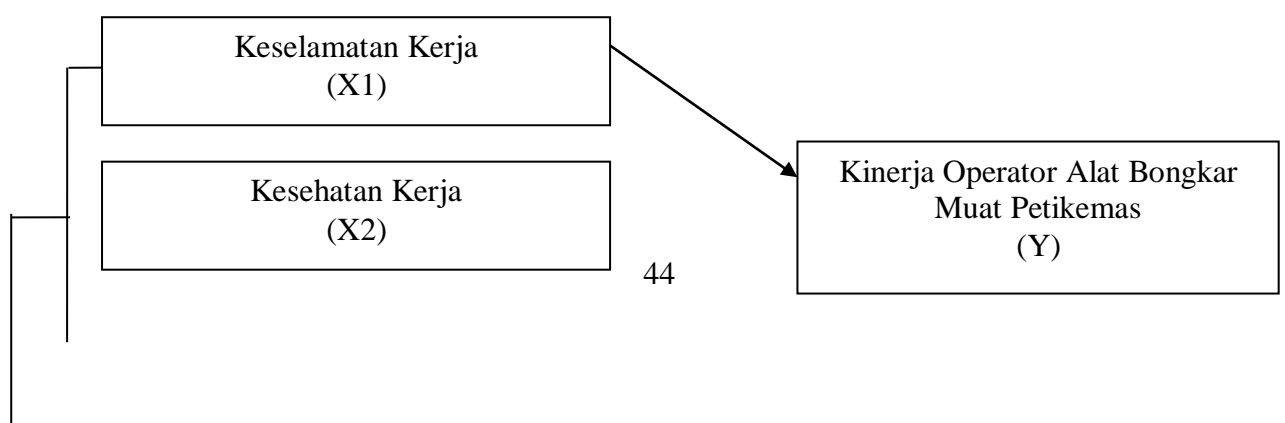 Keselamatan Kerja
(X1)
Kesehatan Kerja
(X2)
Kinerja Operator Alat Bongkar
Muat Petikemas
(Y)
44